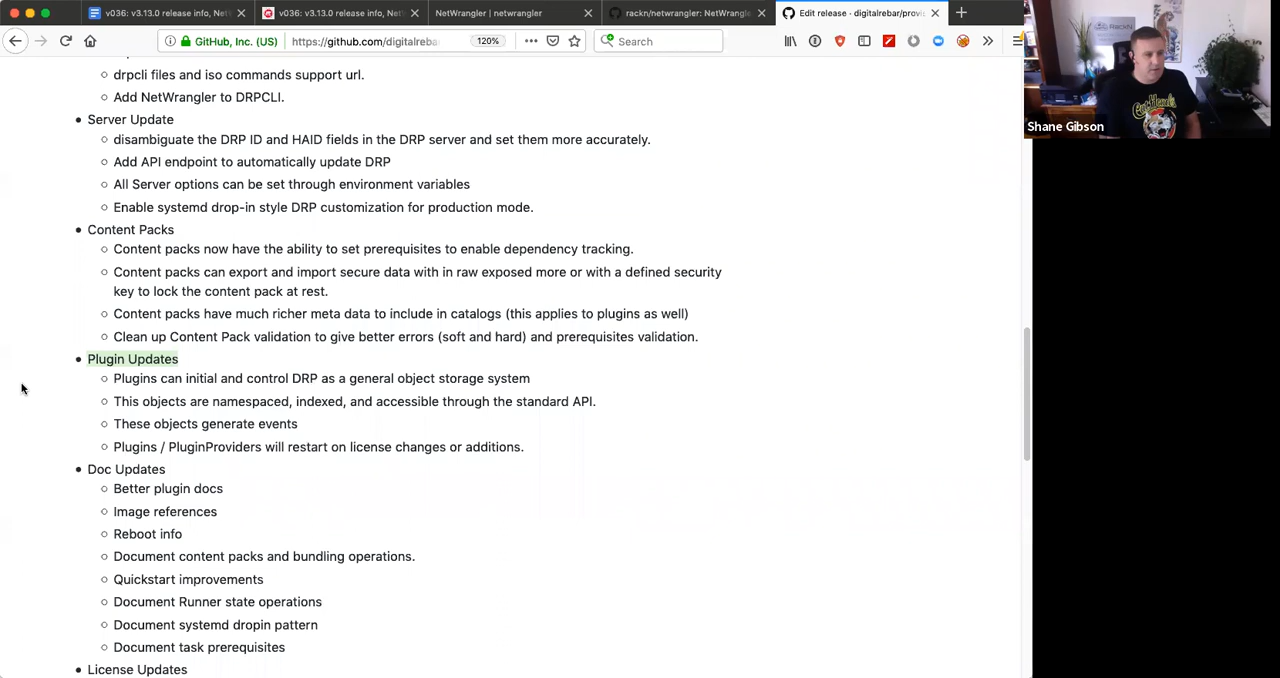 v036: v3.13.0 release info, NetW
v036: v3.13.0 release info, NetV
NetWrangler | netwrangler
rackn/netwrangler: NetWrangle
Edit release · digitalrebar/provi
GitHub, Inc. (US)
https://github.com/digitalreba
120%
Search
drpcli files and iso commands support url.
Add NetWrangler to DRPCLI.
Server Update
disambiguate the DRP ID and HAID fields in the DRP server and set them more accurately.
Add API endpoint to automatically update DRP
All Server options can be set through environment variables
Enable systemd drop-in style DRP customization for production mode.
Content Packs
Content packs now have the ability to set prerequisites to enable dependency tracking.
Content packs can export and import secure data with in raw exposed more or with a defined security
key to lock the content pack at rest.
Content packs have much richer meta data to include in catalogs (this applies to plugins as well)
Clean up Content Pack validation to give better errors (soft and hard) and prerequisites validation.
Plugin Updates
Plugins can initial and control DRP as a general object storage system
This objects are namespaced, indexed, and accessible through the standard API.
These objects generate events
Plugins / PluginProviders will restart on license changes or additions.
Doc Updates
Better plugin docs
Image references
Reboot info
Document content packs and bundling operations.
Quickstart improvements
Document Runner state operations
Document systemd dropin pattern
Document task prerequisites
License Updates
Shane Gibson